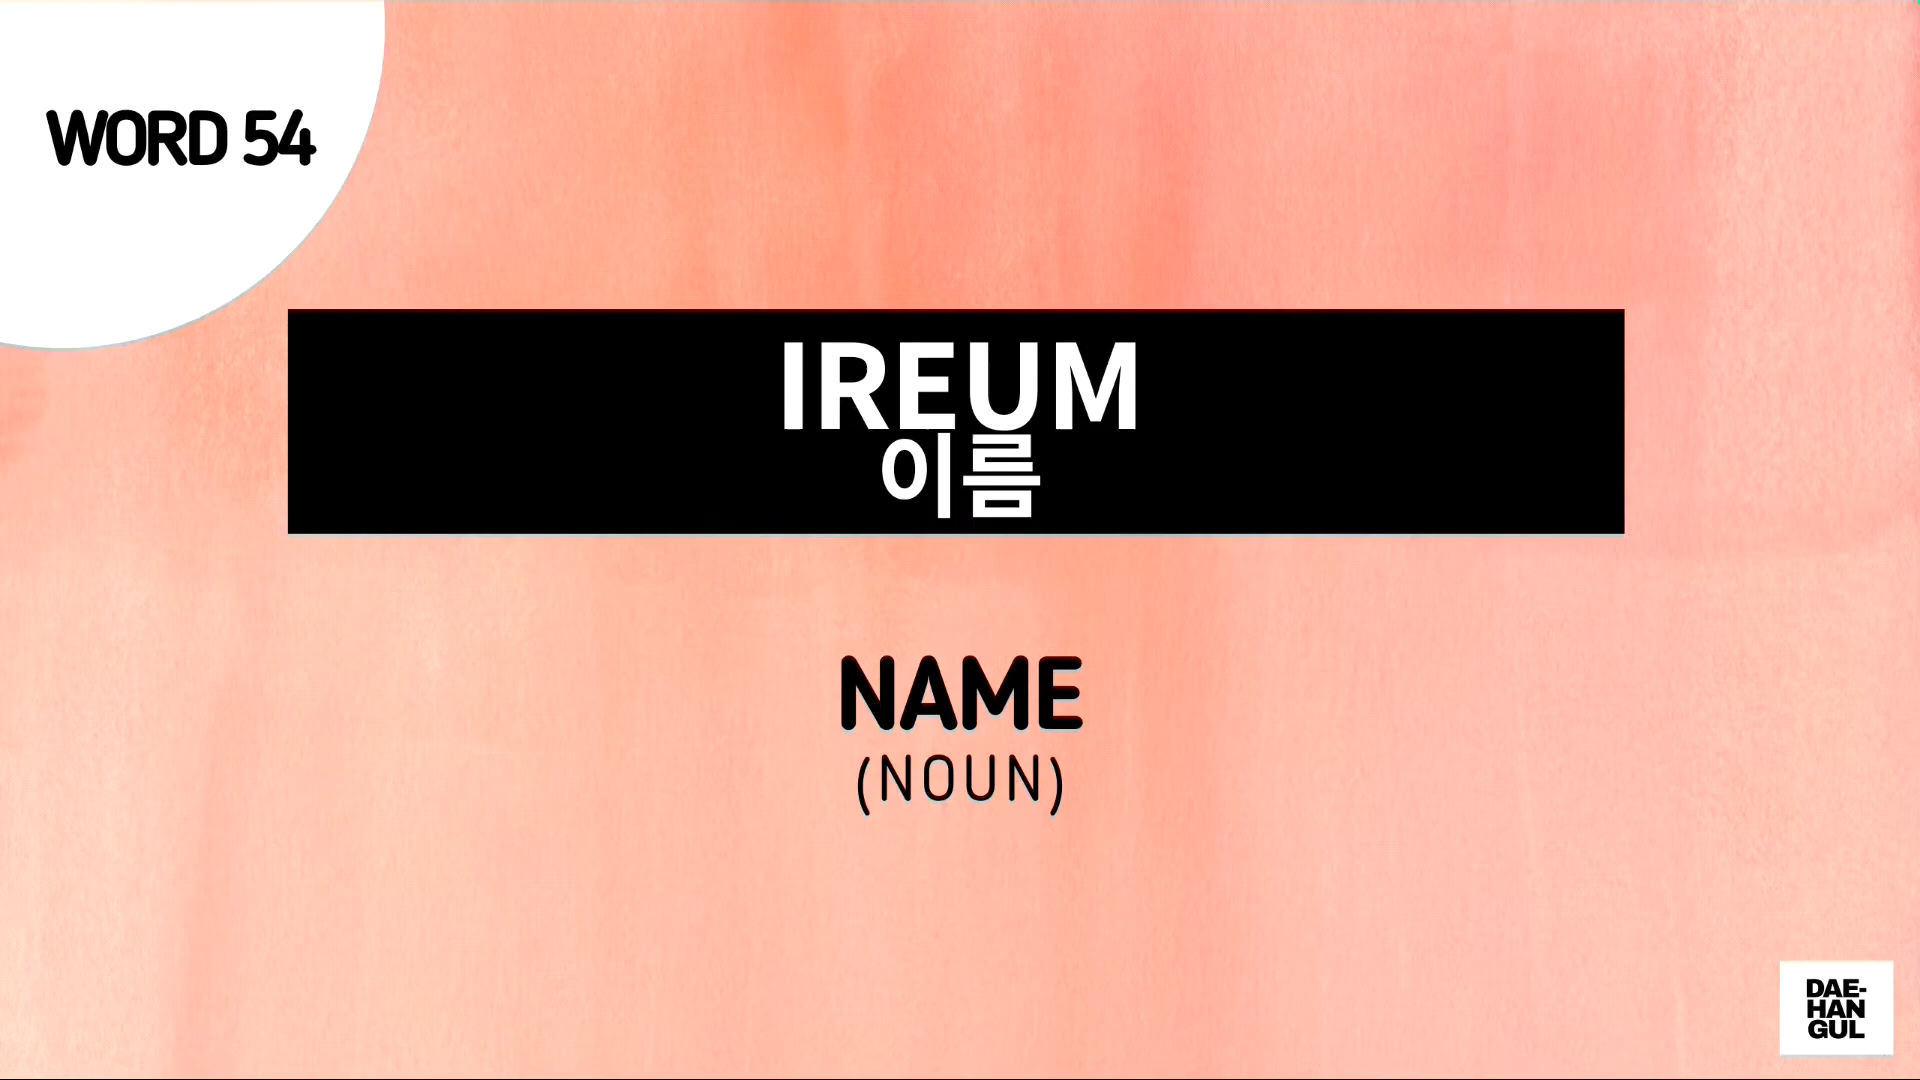 WORD 54
IREUM
이름
NAME
(NOUN)
DAE-
HAN
GUL